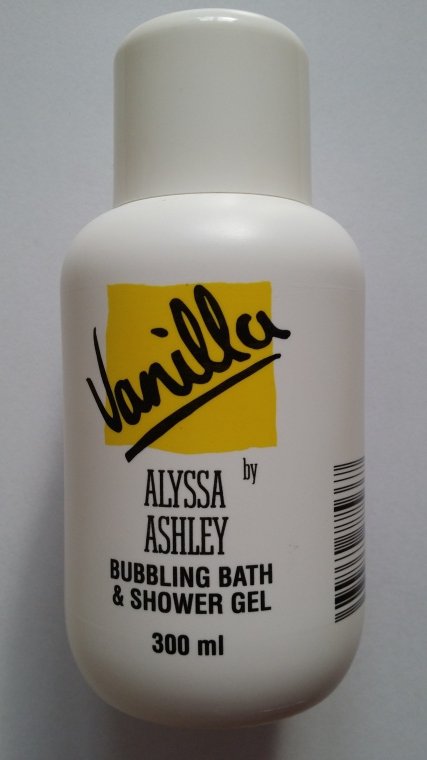 Vanilla
by
ALYSSA
ASHLEY
BUBBLING BATH
& SHOWER GEL
300 ml